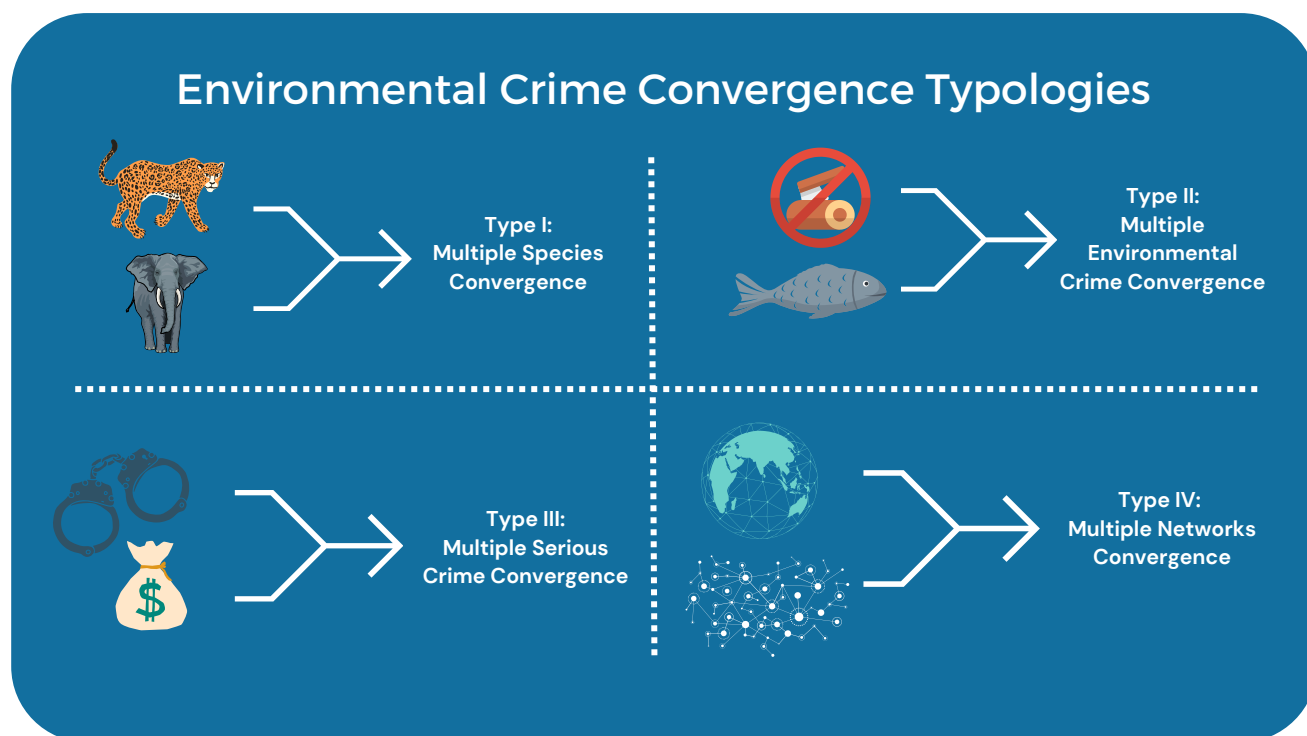 Environmental Crime Convergence Typologies
Type I:
Multiple Species
Convergence
Type II:
Multiple
Environmental
Crime Convergence
Type III:
Multiple Serious
Crime Convergence
$
Type IV:
Multiple Networks
Convergence